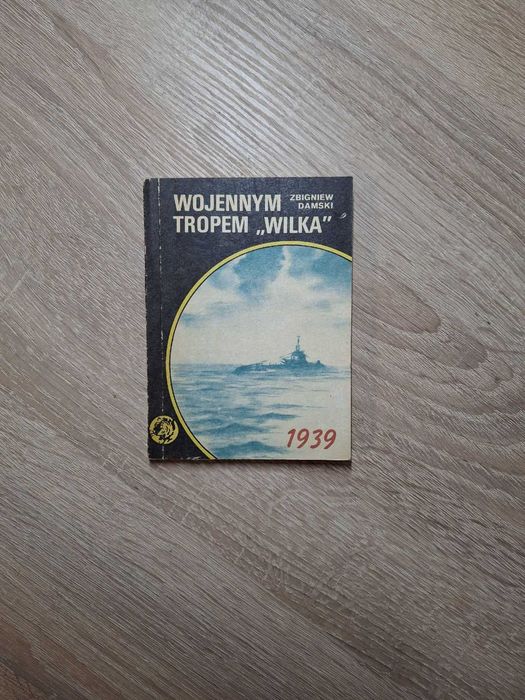 WOJENNYM
TROPEM „WILKA”
ZBIGNIEW
DAMSKI
1939